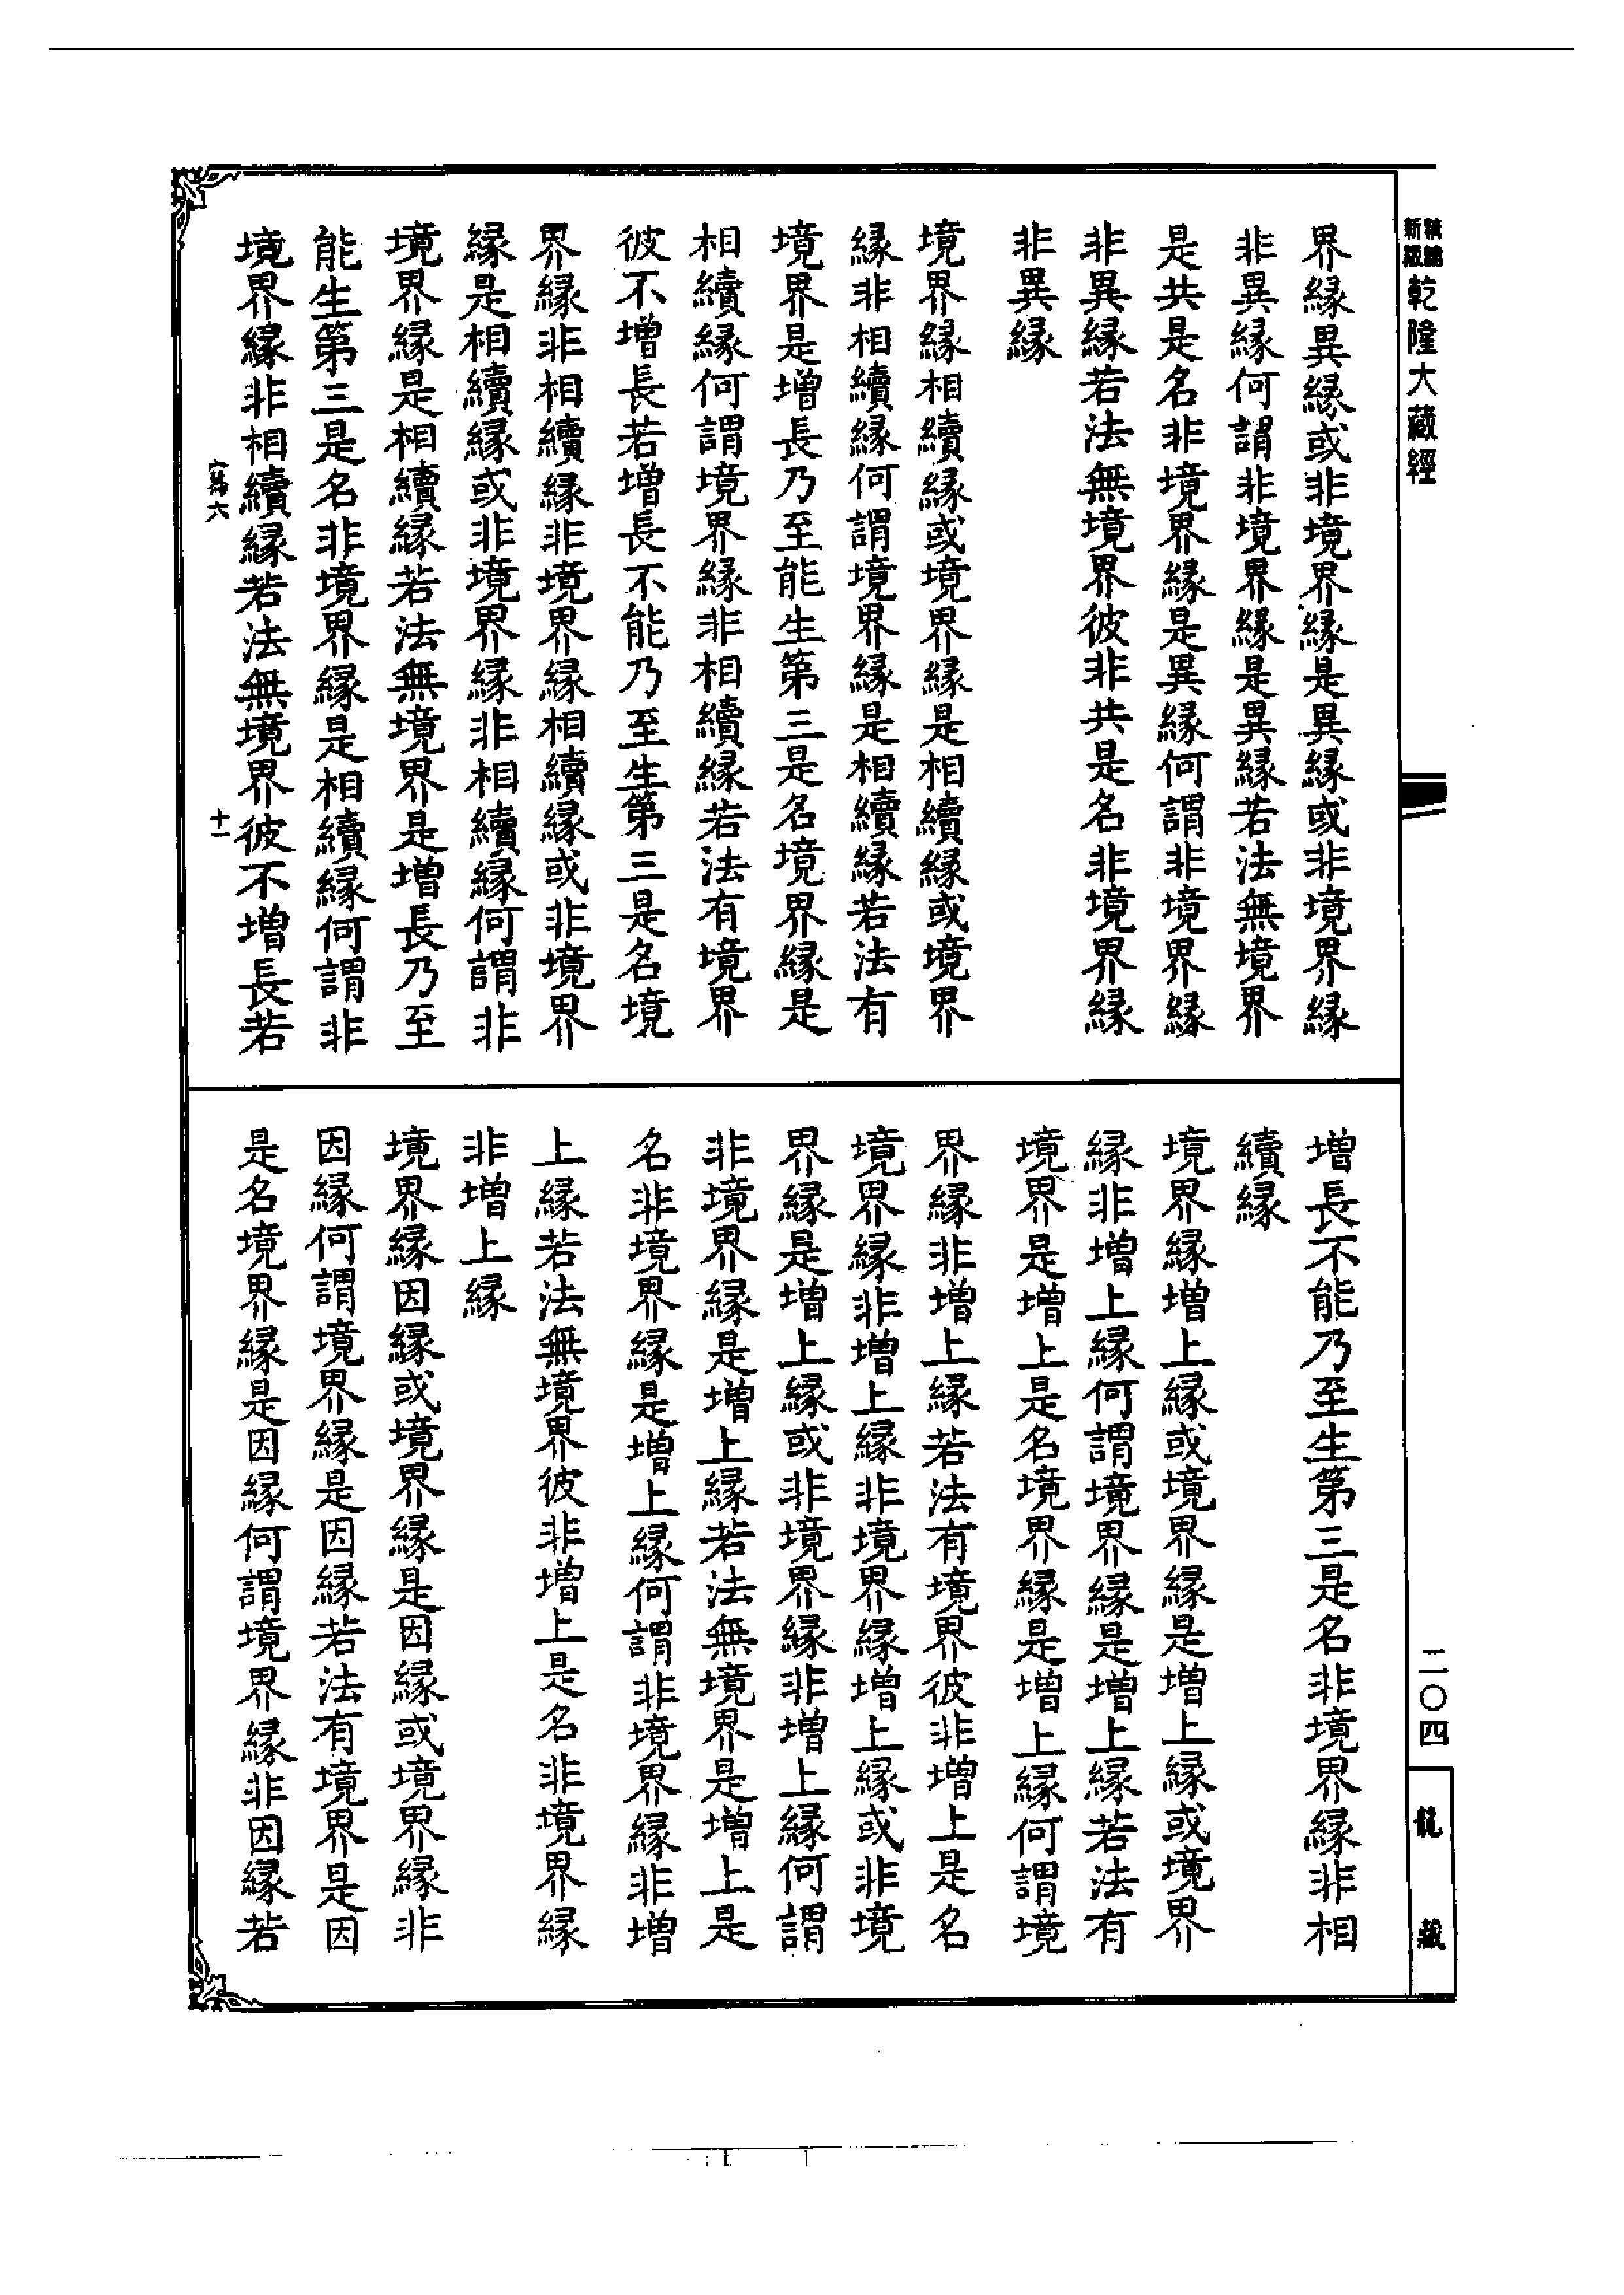 新編縮編乾隆大藏經
界緣異緣或非境界緣是異緣或非境界緣
非異緣何謂非境界緣是異緣若法無境界
是共是名非境界緣是異緣何謂非境界緣
非異緣若法無境界彼非共是名非境界緣
非異緣
境界緣相續緣或境界緣是相續緣或境界
緣非相續緣何謂境界緣是相續緣若法有
境界是增長乃至能生第三是名境界緣是
相續緣何謂境界緣非相續緣若法有境界
彼不增長若增長不能乃至生第三是名境
界緣非相續緣非境界緣相續緣或非境界
緣是相續緣或非境界緣非相續緣何謂非
境界緣是相續緣若法無境界是增長乃至
能生第三是名非境界緣是相續緣何謂非
境界緣非相續緣若法無境界彼不增長若
六
十一
增長不能乃至生第三是名非境界緣非相
續緣
境界緣增上緣或境界緣是增上緣或境界
緣非增上緣何謂境界緣是增上緣若法有
境界是增上是名境界緣是增上緣何謂境
界緣非增上緣若法有境界彼非增上是名
境界緣非增上緣非境界緣增上緣或非境
界緣是增上緣或非境界緣非增上緣何謂
非境界緣是增上緣若法無境界是增上是
名非境界緣是增上緣何謂非境界緣非增
上緣若法無境界彼非增上是名非境界緣
非增上緣
境界緣因緣或境界緣是因緣或境界緣非
因緣何謂境界緣是因緣若法有境界是因
是名境界緣是因緣何謂境界緣非因緣若
二〇四
龍藏